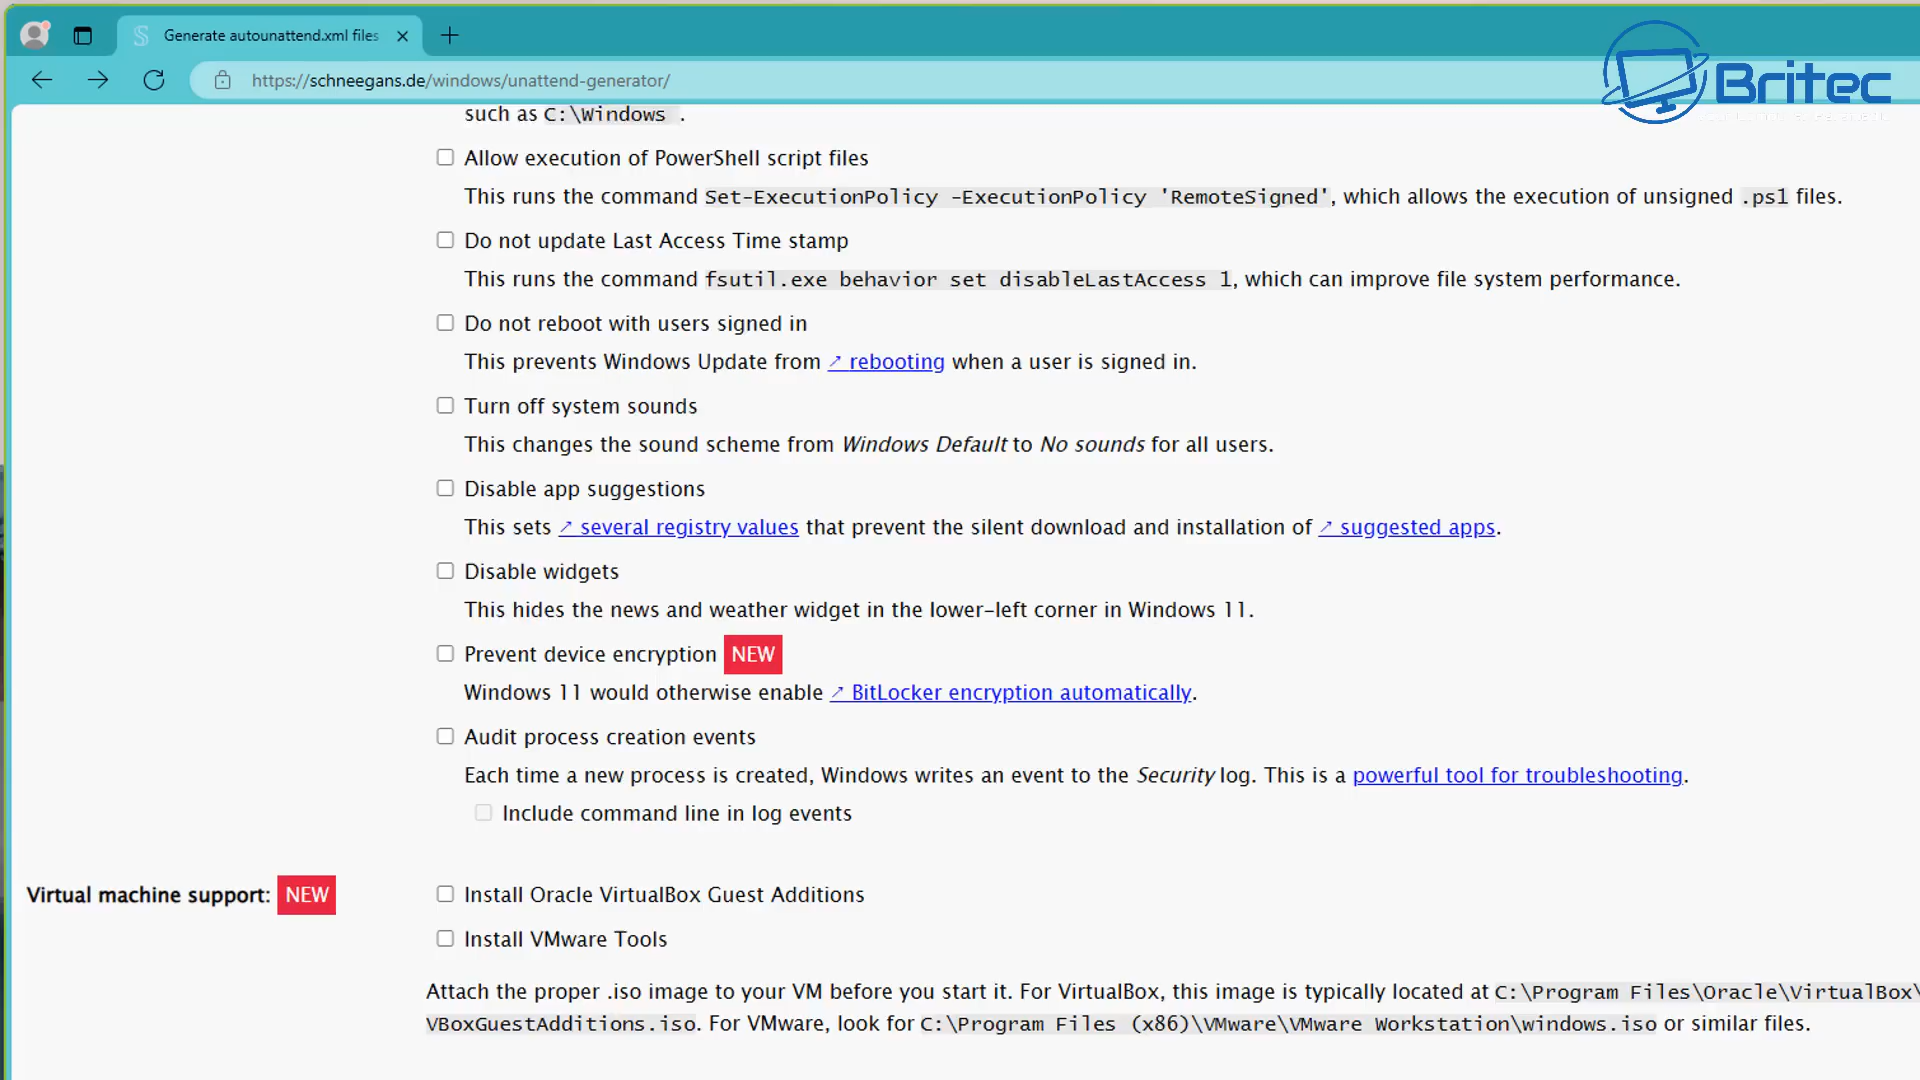 Generate autounattend.xml files
Britec
https://schneegans.de/windows/unattend-generator/
such as C:\Windows .
Allow execution of PowerShell script files
This runs the command Set-ExecutionPolicy -ExecutionPolicy 'RemoteSigned', which allows the execution of unsigned .ps1 files.
Do not update Last Access Time stamp
This runs the command fsutil.exe behavior set disableLastAccess 1, which can improve file system performance.
Do not reboot with users signed in
This prevents Windows Update from ↗ rebooting when a user is signed in.
Turn off system sounds
This changes the sound scheme from Windows Default to No sounds for all users.
Disable app suggestions
This sets ↗ several registry values that prevent the silent download and installation of ↗ suggested apps.
Disable widgets
This hides the news and weather widget in the lower-left corner in Windows 11.
Prevent device encryption NEW
Windows 11 would otherwise enable ↗ BitLocker encryption automatically.
Audit process creation events
Each time a new process is created, Windows writes an event to the Security log. This is a powerful tool for troubleshooting.
Include command line in log events
Virtual machine support: NEW
Install Oracle VirtualBox Guest Additions
Install VMware Tools
Attach the proper .iso image to your VM before you start it. For VirtualBox, this image is typically located at C:\Program Files\Oracle\VirtualBox\
VBoxGuestAdditions.iso. For VMware, look for C:\Program Files (x86)\VMware\VMware Workstation\windows.iso or similar files.